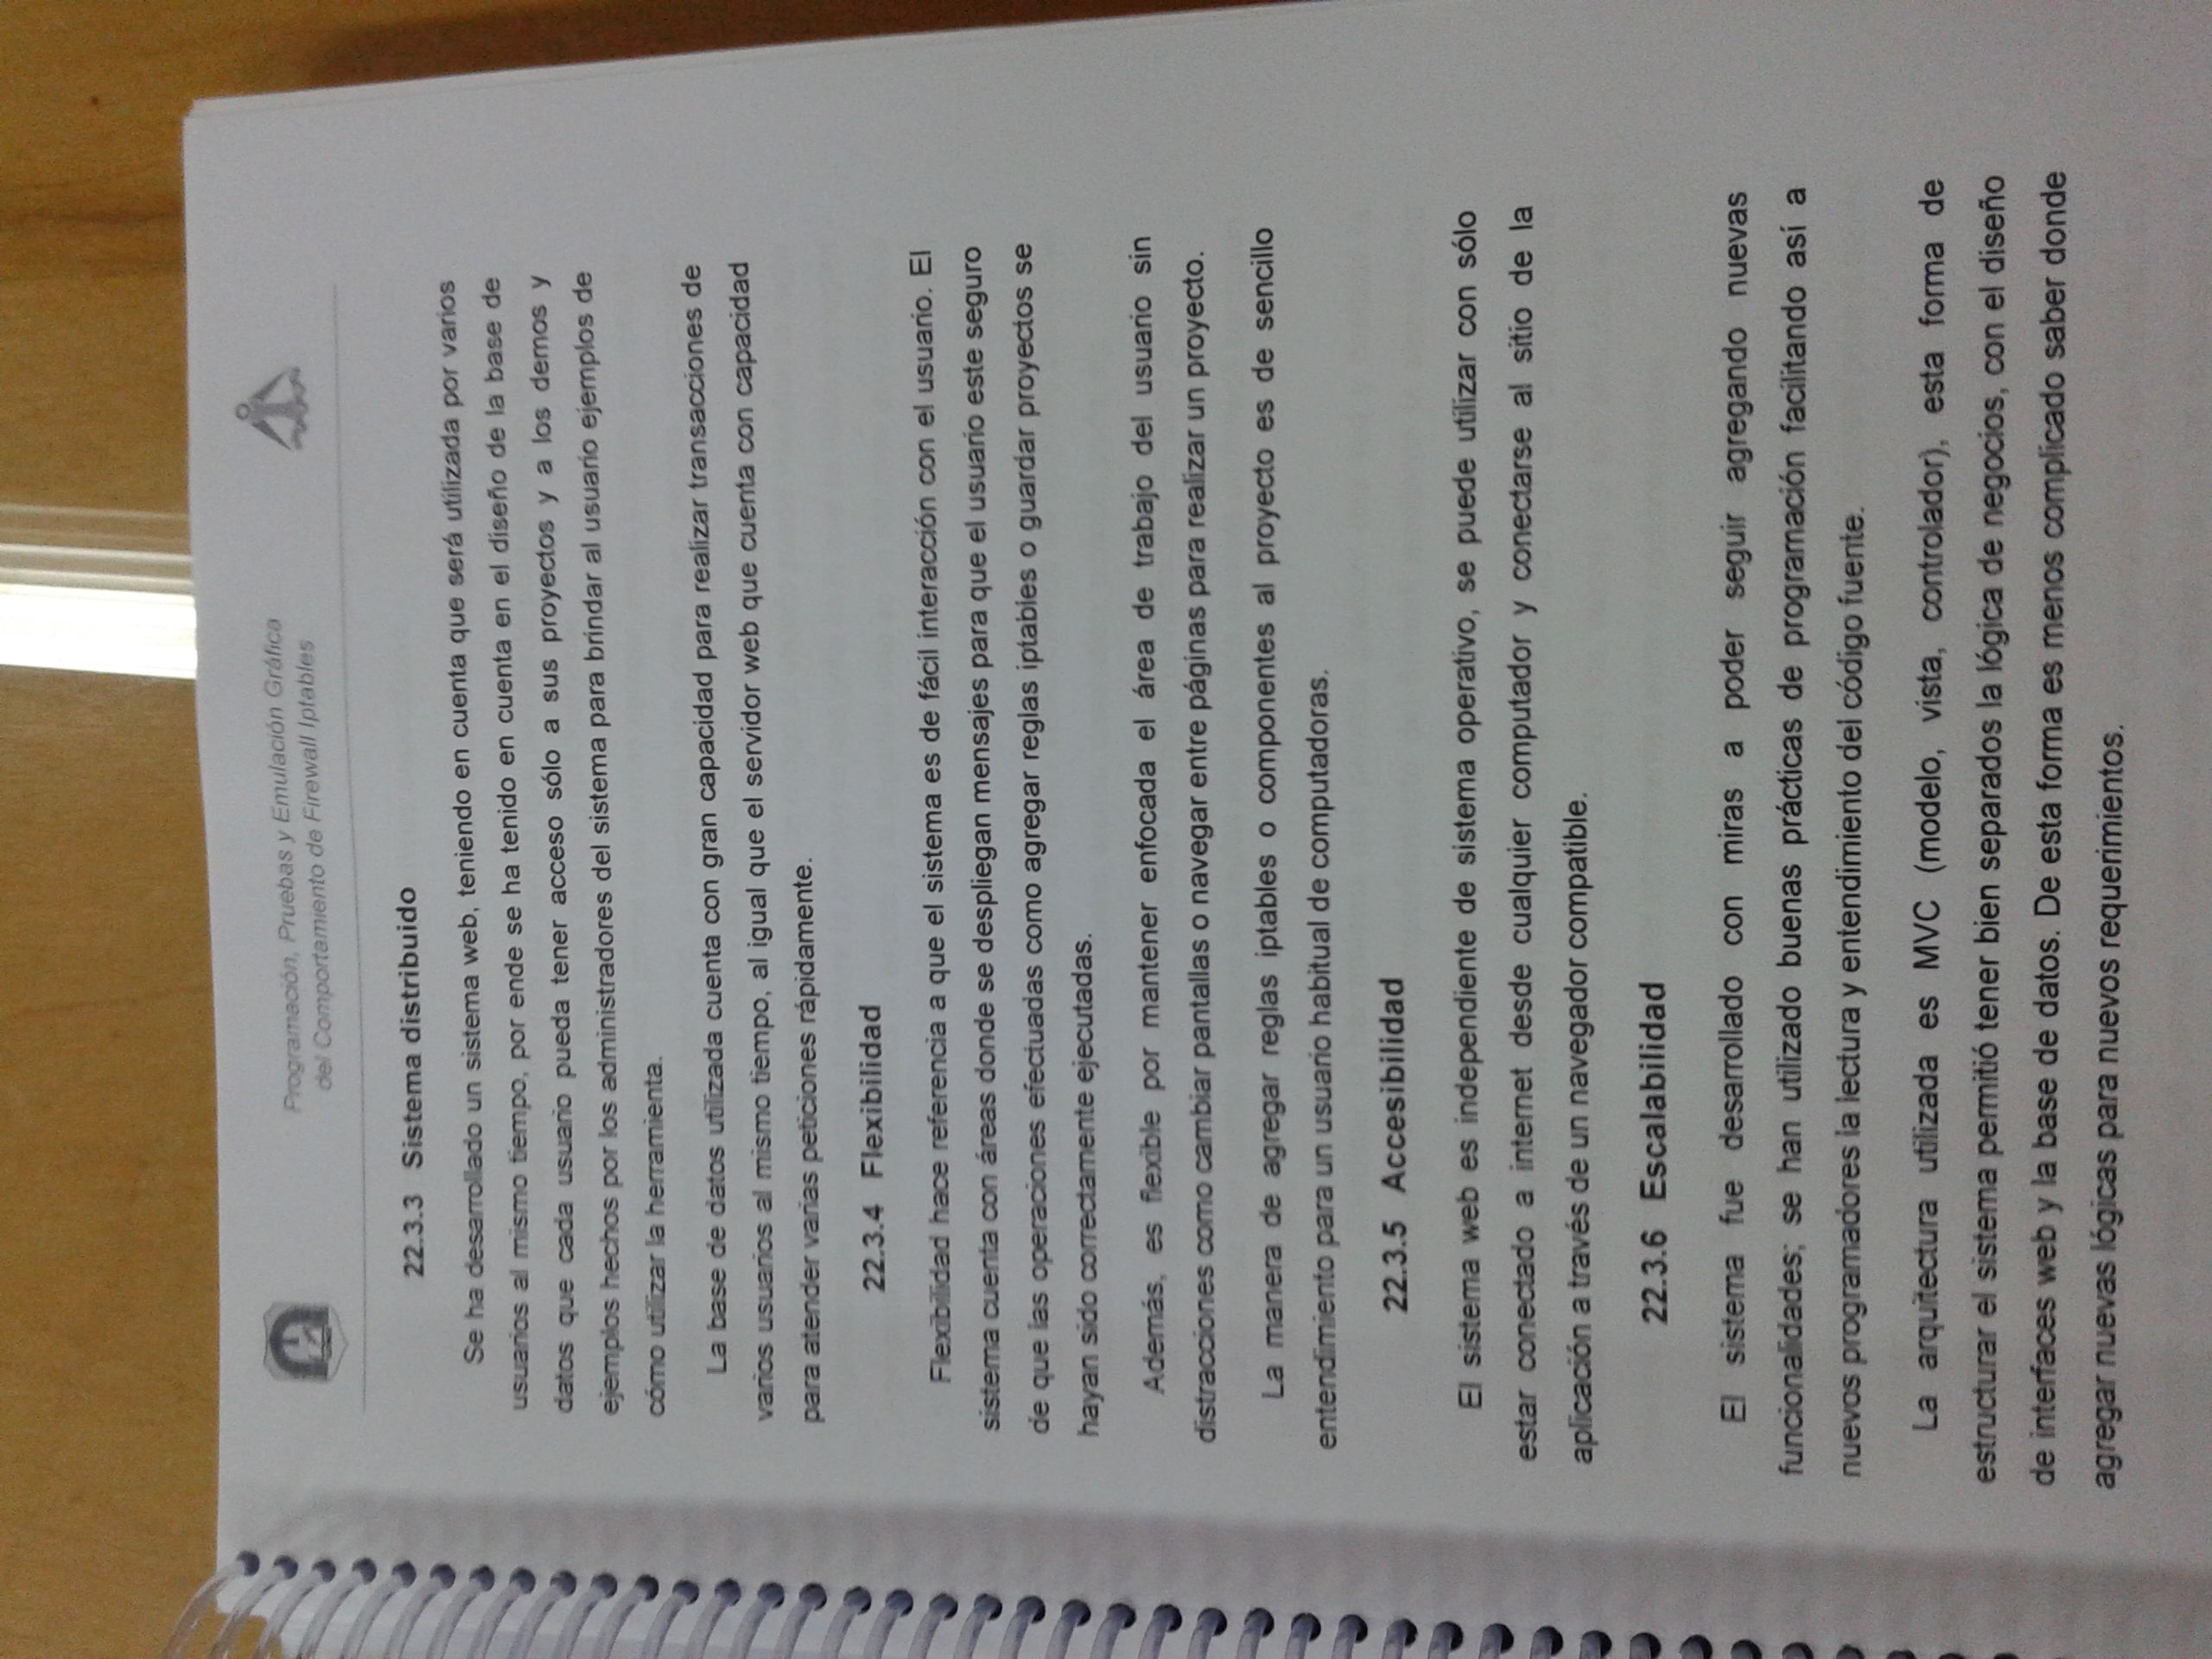 Programación, Pruebas y Emulación Gráfica
del Comportamiento de Firewall Iptables
22.3.3 Sistema distribuido
Se ha desarrollado un sistema web, teniendo en cuenta que será utilizada por varios
usuarios al mismo tiempo, por ende se ha tenido en cuenta en el diseño de la base de
datos que cada usuario pueda tener acceso sólo a sus proyectos y a los demos y
ejemplos hechos por los administradores del sistema para brindar al usuario ejemplos de
cómo utilizar la herramienta.
La base de datos utilizada cuenta con gran capacidad para realizar transacciones de
varios usuarios al mismo tiempo, al igual que el servidor web que cuenta con capacidad
para atender varias peticiones rápidamente.
22.3.4 Flexibilidad
Flexibilidad hace referencia a que el sistema es de fácil interacción con el usuario. El
sistema cuenta con áreas donde se despliegan mensajes para que el usuario este seguro
de que las operaciones efectuadas como agregar reglas iptables o guardar proyectos se
hayan sido correctamente ejecutadas.
Además, es flexible por mantener enfocada el área de trabajo del usuario sin
distracciones como cambiar pantallas o navegar entre páginas para realizar un proyecto.
La manera de agregar reglas iptables o componentes al proyecto es de sencillo
entendimiento para un usuario habitual de computadoras.
22.3.5 Accesibilidad
El sistema web es independiente de sistema operativo, se puede utilizar con sólo
estar conectado a internet desde cualquier computador y conectarse al sitio de la
aplicación a través de un navegador compatible.
22.3.6 Escalabilidad
El sistema fue desarrollado con miras a poder seguir agregando nuevas
funcionalidades; se han utilizado buenas prácticas de programación facilitando así a
nuevos programadores la lectura y entendimiento del código fuente.
La arquitectura utilizada es MVC (modelo, vista, controlador), esta forma de
estructurar el sistema permitió tener bien separados la lógica de negocios, con el diseño
de interfaces web y la base de datos. De esta forma es menos complicado saber donde
agregar nuevas lógicas para nuevos requerimientos.